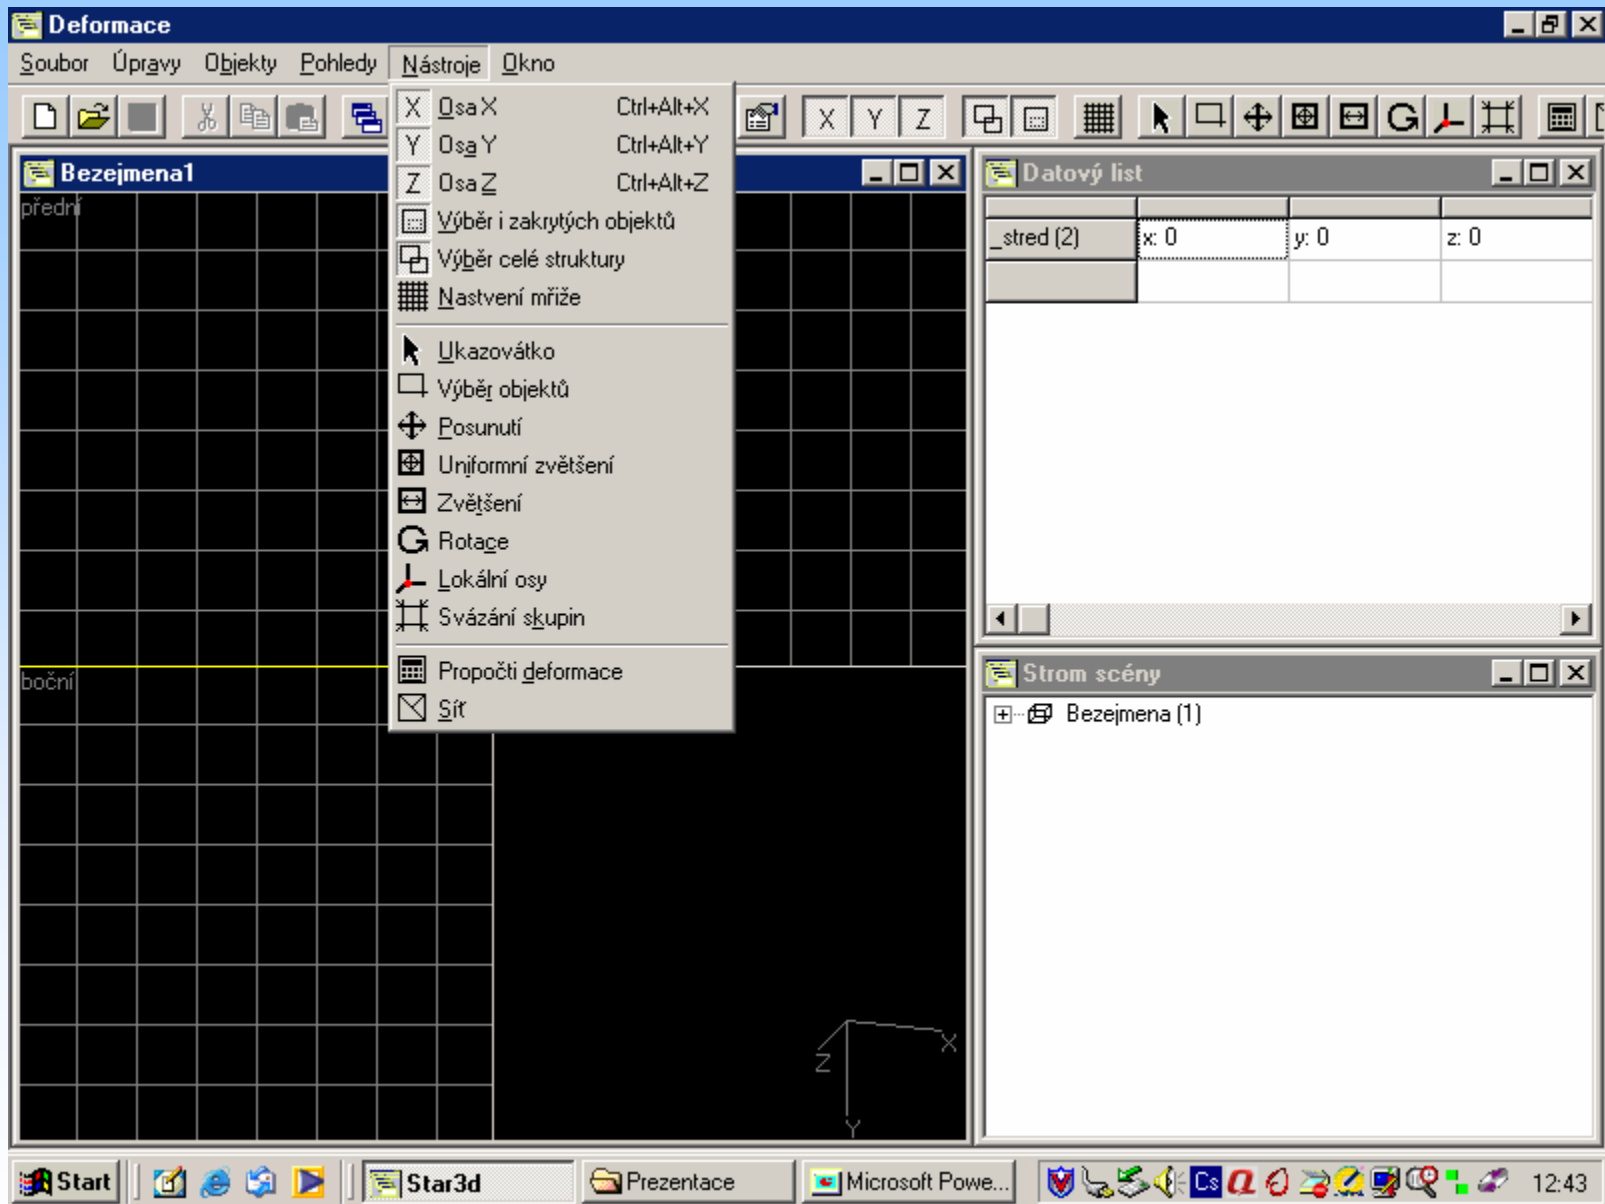 Deformace
Soubor Úpravy Objekty Pohledy Nástroje Okno
X Osa X Ctrl+Alt+X
Y Osa Y Ctrl+Alt+Y
Z Osa Z Ctrl+Alt+Z
Výběr i zakrytých objektů
Výběr celé struktury
Nastvení mříže
Ukazovátko
Výběr objektů
Posunutí
Uniformní zvětšení
Zvětšení
Rotace
Lokální osy
Svázání skupin
Propočti deformace
Síť
X Y Z
Bezejmena1
přední
boční
Z X
Y
Datový list
_stred (2) x: 0 y: 0 z: 0
Strom scény
Bezejmena (1)
Start Star3d Prezentace Microsoft Powe... Cs 12:43